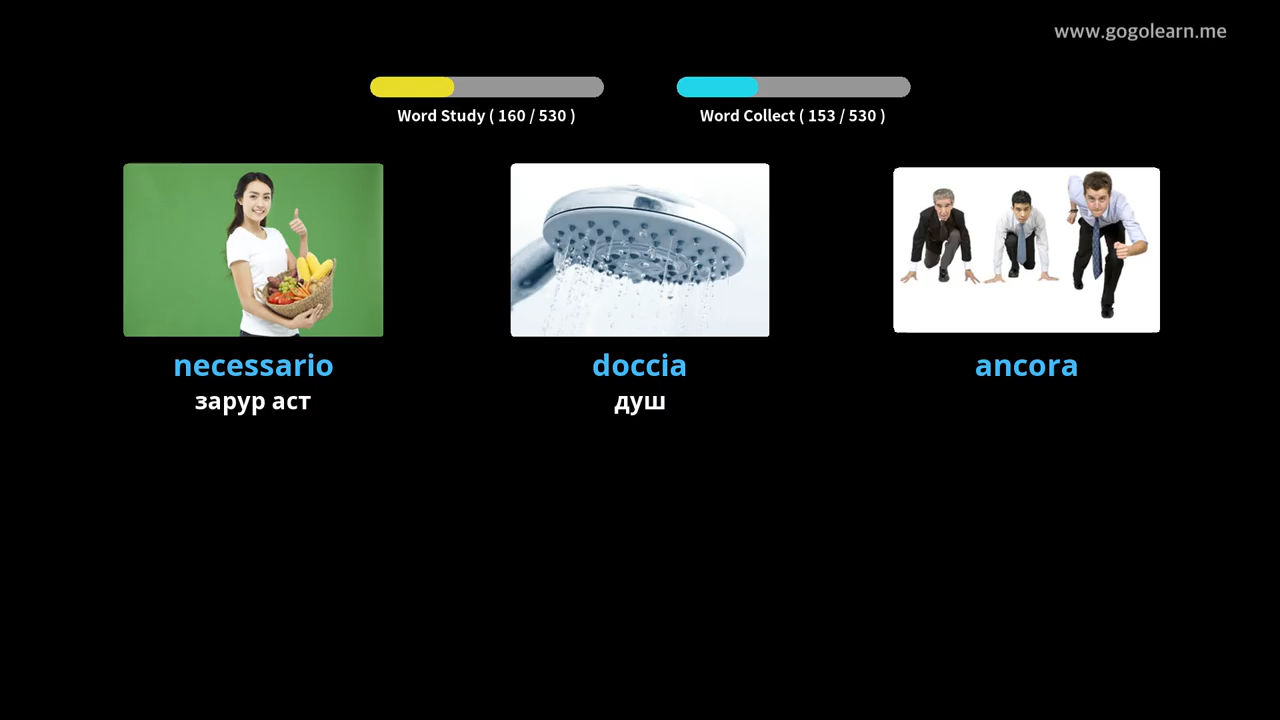 www.gogolearn.me
Word Study ( 160 / 530 )
Word Collect ( 153 / 530 )
necessario
doccia
ancora
зарур аст
душ